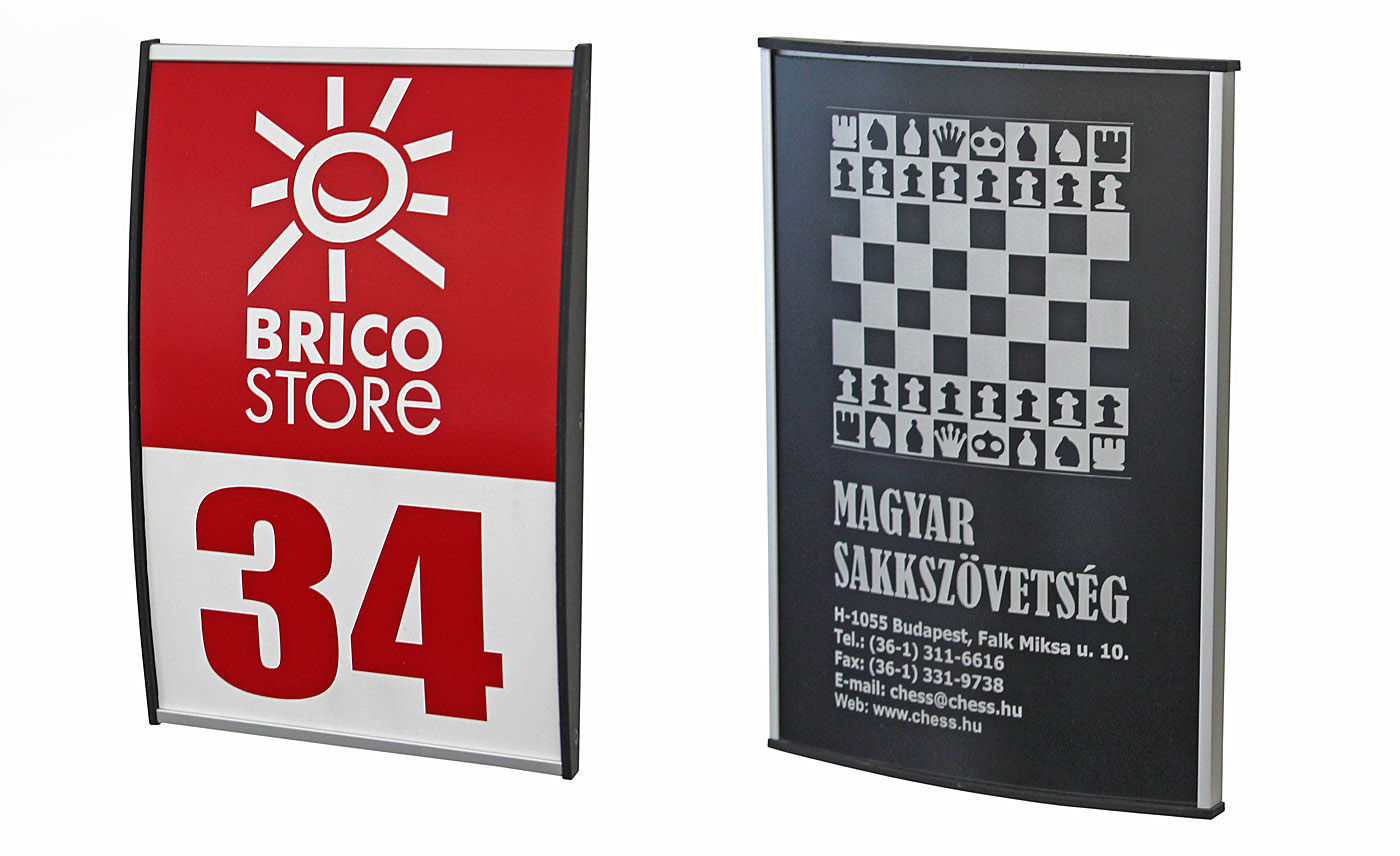 BRICO
STORe
34
MAGYAR
SAKKSZÖVETSÉG
H-1055 Budapest, Falk Miksa u. 10.
Tel.: (36-1) 311-6616
Fax: (36-1) 331-9738
E-mail: chess@chess.hu
Web: www.chess.hu